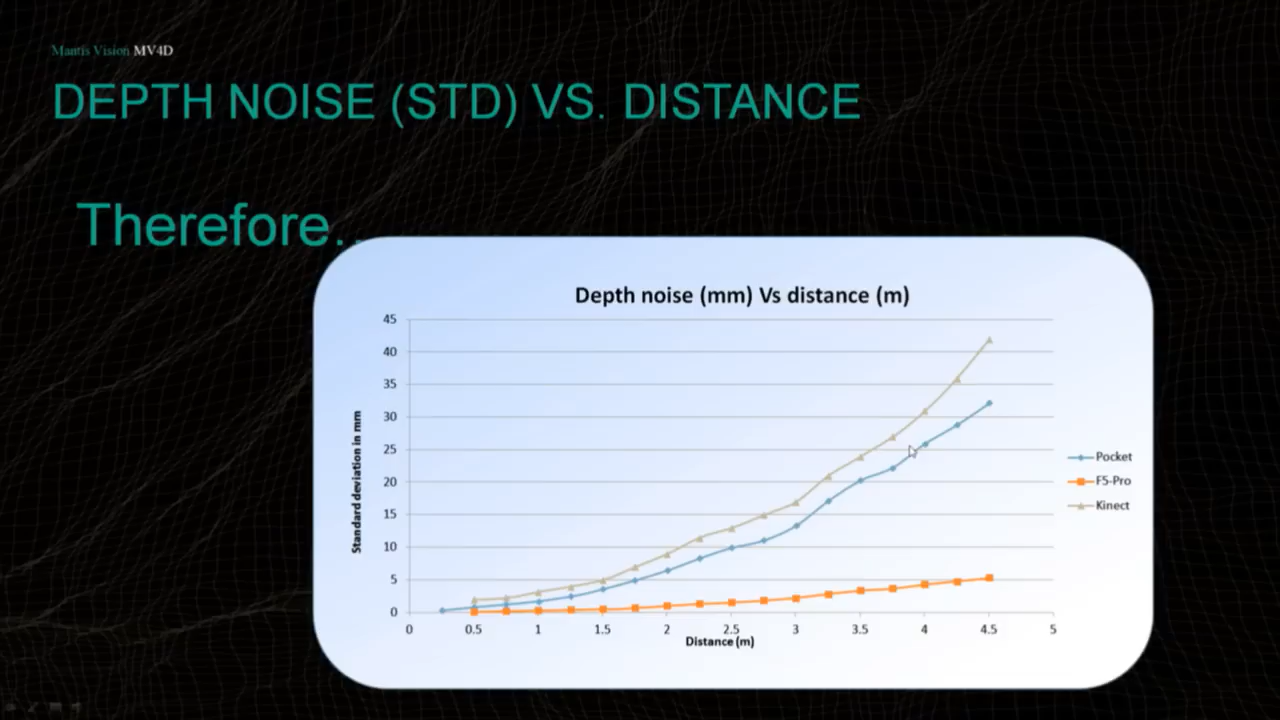 Mantis Vision MV4D
DEPTH NOISE (STD) VS. DISTANCE
Therefore..
Depth noise (mm) Vs distance (m)
Standard deviation in mm
45
40
35
30
25
20
15
10
5
0
0 0.5 1 1.5 2 2.5 3 3.5 4 4.5 5
Distance (m)
Pocket
F5-Pro
Kinect